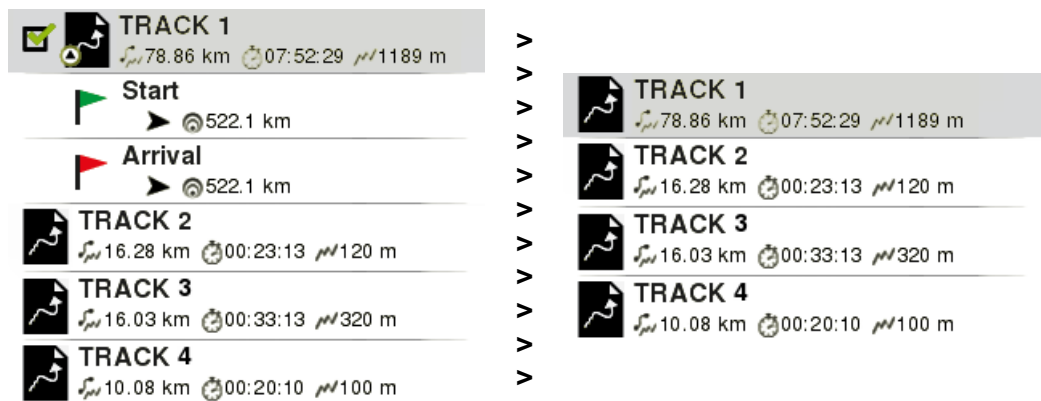 TRACK 1
78.86 km 07:52:29 1189 m
Start
522.1 km
Arrival
522.1 km
TRACK 2
16.28 km 00:23:13 120 m
TRACK 3
16.03 km 00:33:13 320 m
TRACK 4
10.08 km 00:20:10 100 m
>
>
>
>
>
>
>
>
>
>
>
TRACK 1
78.86 km 07:52:29 1189 m
TRACK 2
16.28 km 00:23:13 120 m
TRACK 3
16.03 km 00:33:13 320 m
TRACK 4
10.08 km 00:20:10 100 m